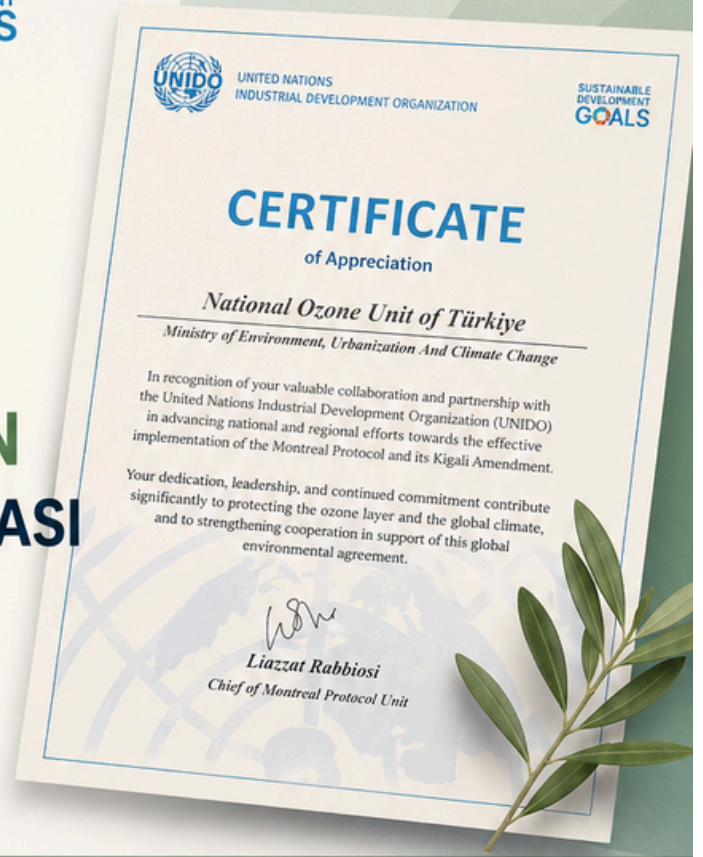 S
UNIDO
UNITED NATIONS
INDUSTRIAL DEVELOPMENT ORGANIZATION
SUSTAINABLE
DEVELOPMENT
GOALS
CERTIFICATE
of Appreciation
National Ozone Unit of Türkiye
Ministry of Environment, Urbanization And Climate Change
In recognition of your valuable collaboration and partnership with
the United Nations Industrial Development Organization (UNIDO)
in advancing national and regional efforts towards the effective
implementation of the Montreal Protocol and its Kigali Amendment.
Your dedication, leadership, and continued commitment contribute
significantly to protecting the ozone layer and the global climate,
and to strengthening cooperation in support of this global
environmental agreement.
N
ASI
Liazzat Rabbiosi
Chief of Montreal Protocol Unit